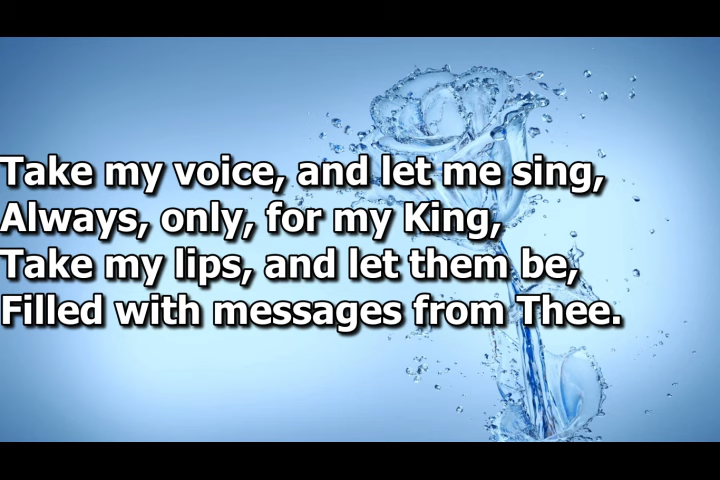 Take my voice, and let me sing,
Always, only, for my King,
Take my lips, and let them be,
Filled with messages from Thee.